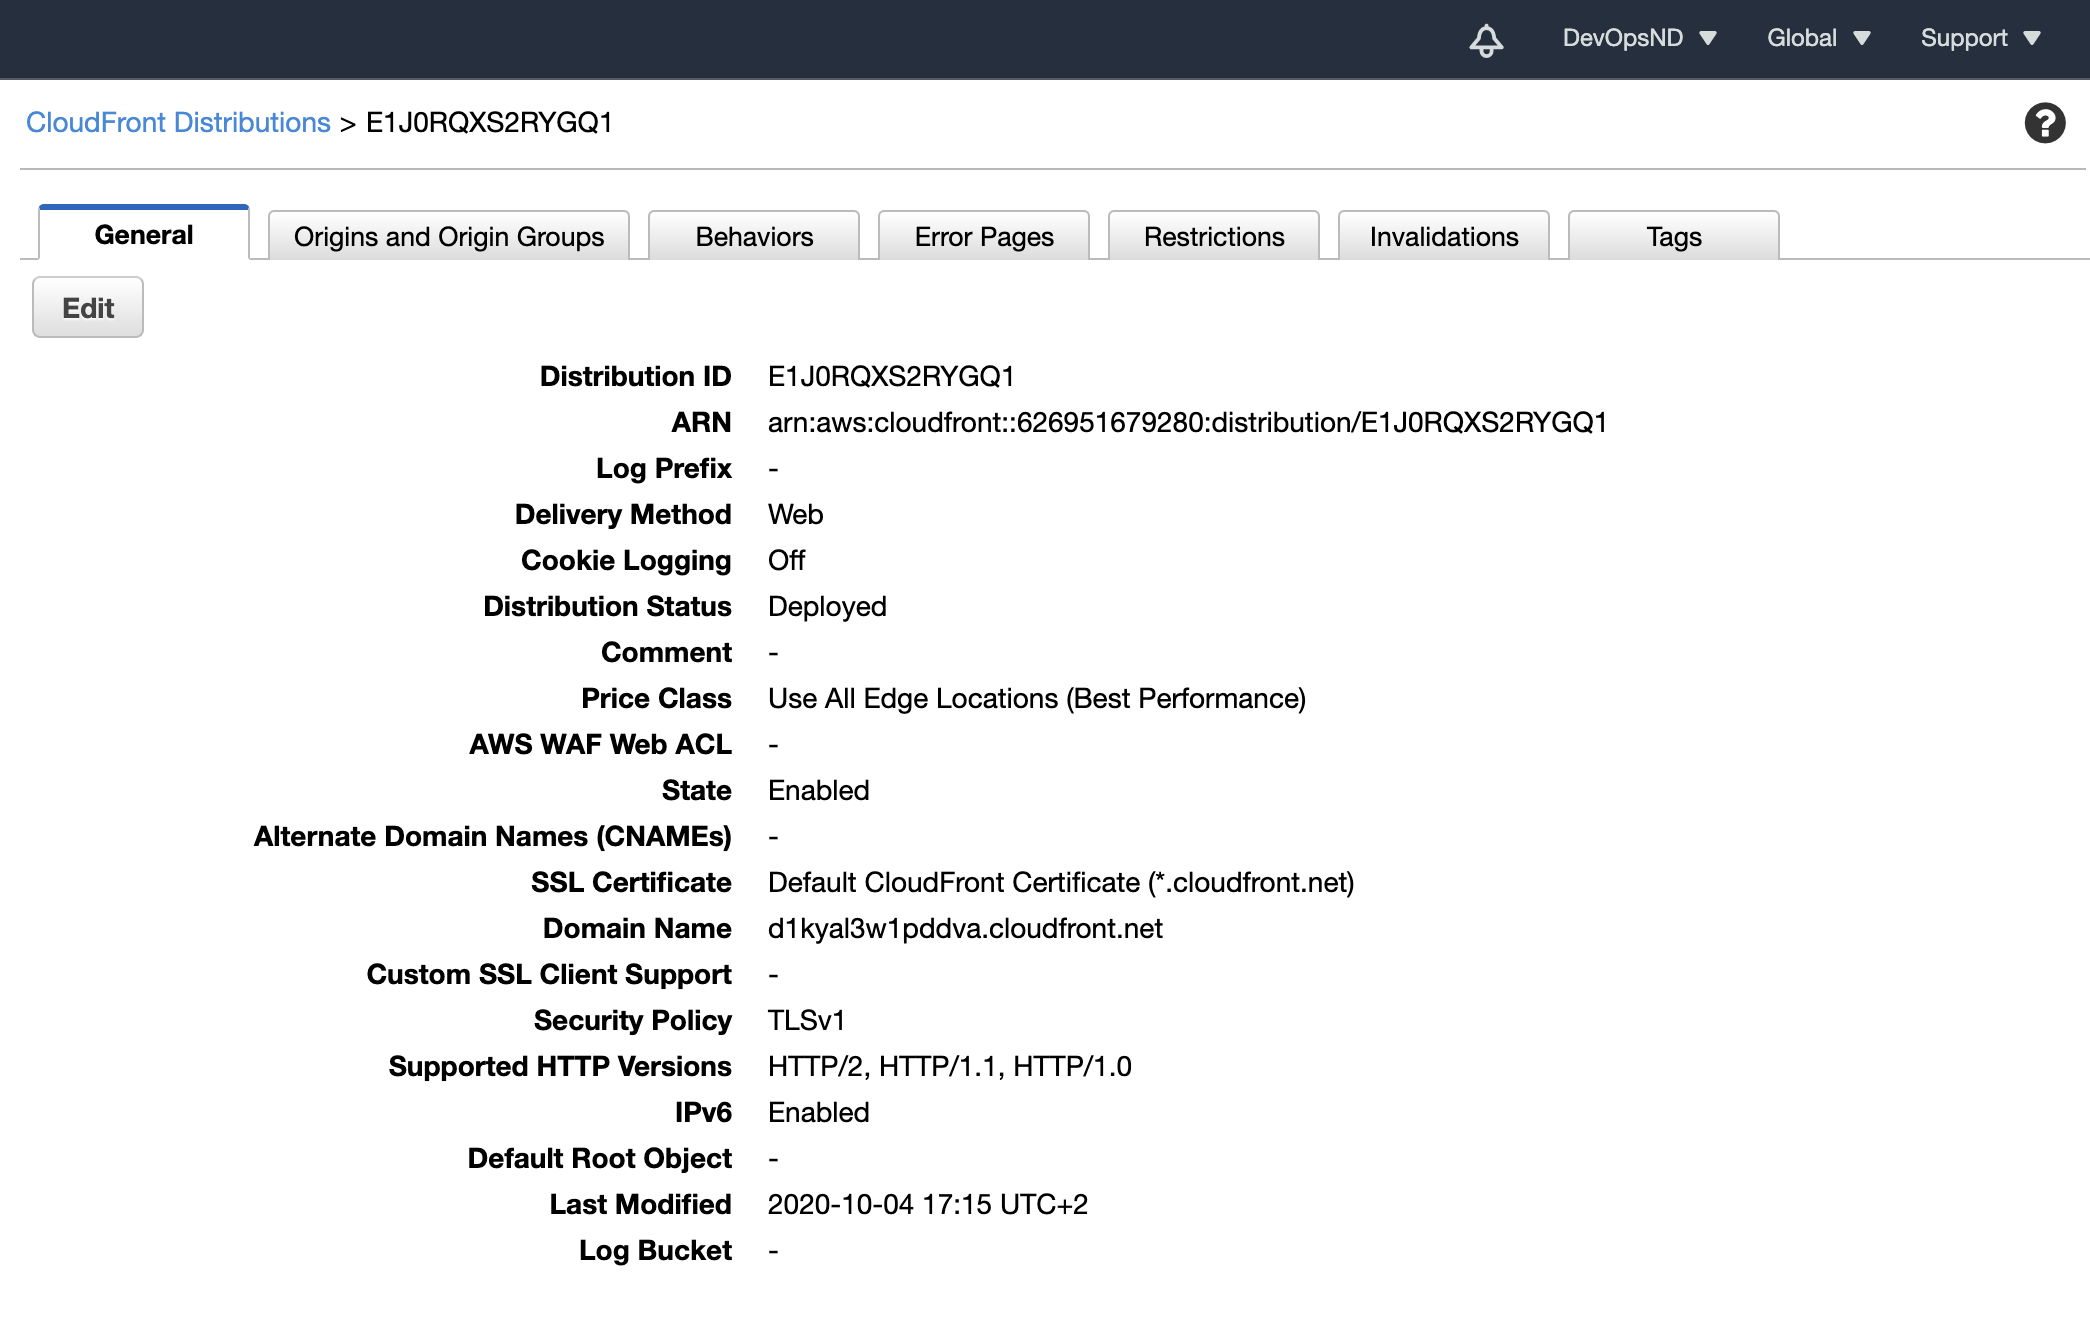 DevOpsND Global Support
CloudFront Distributions > E1J0RQXS2RYGQ1
General Origins and Origin Groups Behaviors Error Pages Restrictions Invalidations Tags
Edit
Distribution ID E1J0RQXS2RYGQ1
ARN arn:aws:cloudfront::626951679280:distribution/E1J0RQXS2RYGQ1
Log Prefix -
Delivery Method Web
Cookie Logging Off
Distribution Status Deployed
Comment -
Price Class Use All Edge Locations (Best Performance)
AWS WAF Web ACL -
State Enabled
Alternate Domain Names (CNAMEs) -
SSL Certificate Default CloudFront Certificate (*.cloudfront.net)
Domain Name d1kyal3w1pddva.cloudfront.net
Custom SSL Client Support -
Security Policy TLSv1
Supported HTTP Versions HTTP/2, HTTP/1.1, HTTP/1.0
IPv6 Enabled
Default Root Object -
Last Modified 2020-10-04 17:15 UTC+2
Log Bucket -